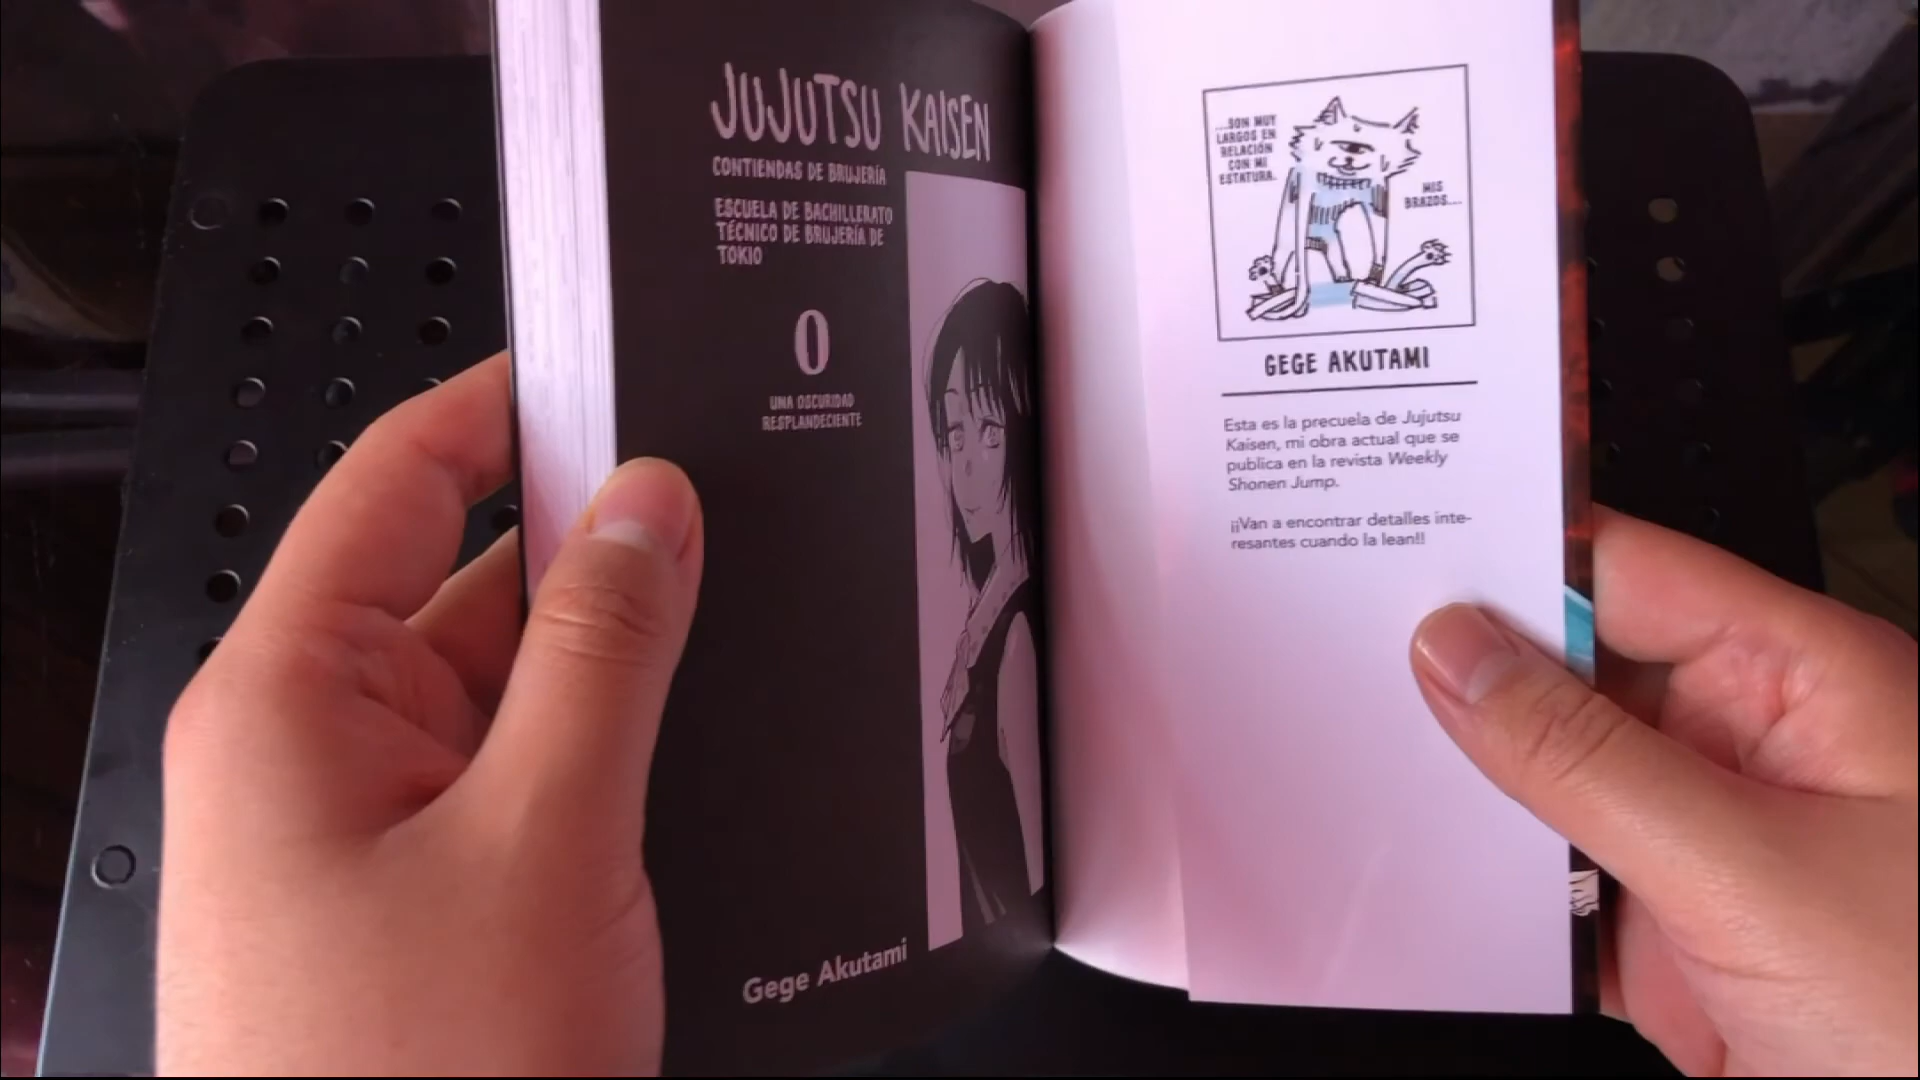 JUJUTSU KAISEN
CONTIENDAS DE BRUJERÍA
ESCUELA DE BACHILLERATO
TÉCNICO DE BRUJERÍA DE
TOKIO
0
UNA OSCURIDAD
RESPLANDECIENTE
Gege Akutami
...SON MUY
LARGOS EN
RELACIÓN
CON MI
ESTATURA.
MIS
BRAZOS...
GEGE AKUTAMI
Esta es la precuela de Jujutsu
Kaisen, mi obra actual que se
publica en la revista Weekly
Shonen Jump.
¡¡Van a encontrar detalles inte-
resantes cuando la lean!!